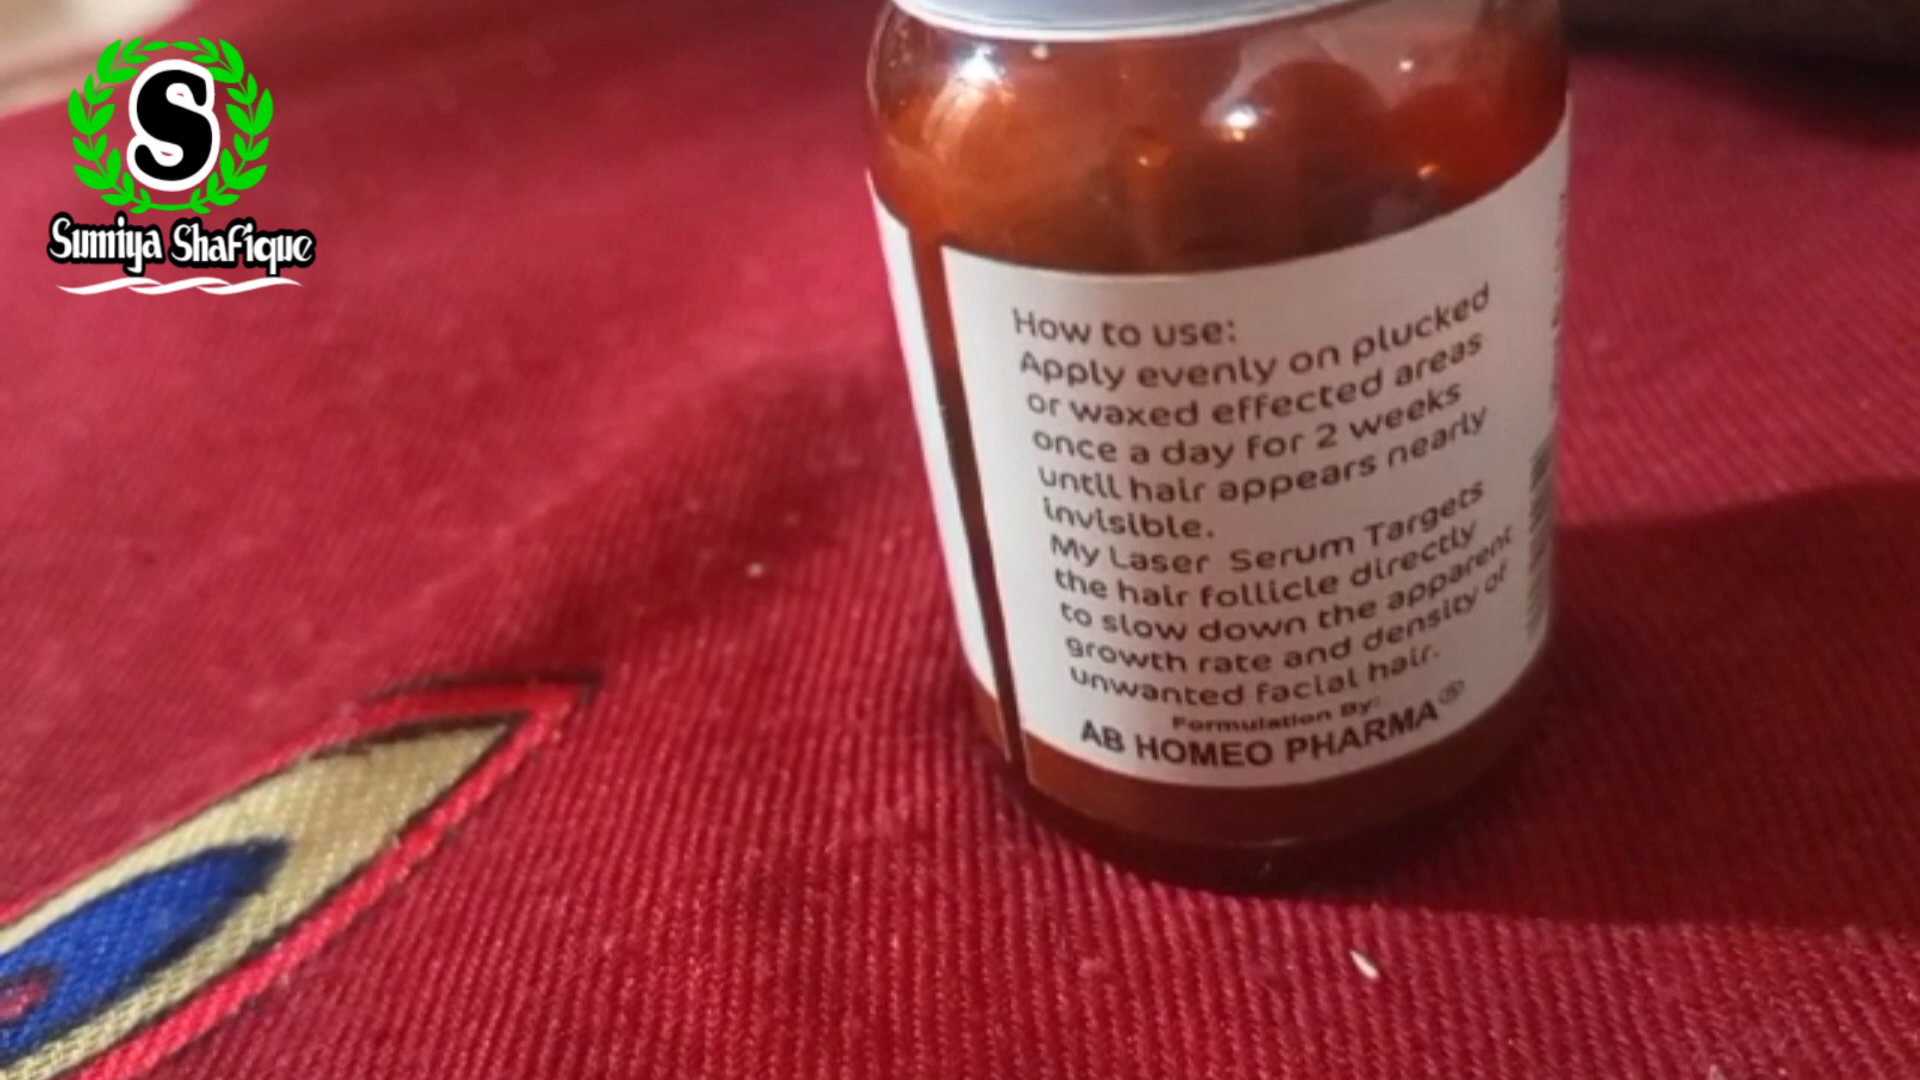 S
Sumiya Shafique
How to use:
Apply evenly on plucked
or waxed effected areas
once a day for 2 weeks
until hair appears nearly
invisible.
My Laser Serum Targets
the hair follicle directly
to slow down the apparent
growth rate and density of
unwanted facial hair.
Formulation By:
AB HOMEO PHARMA®